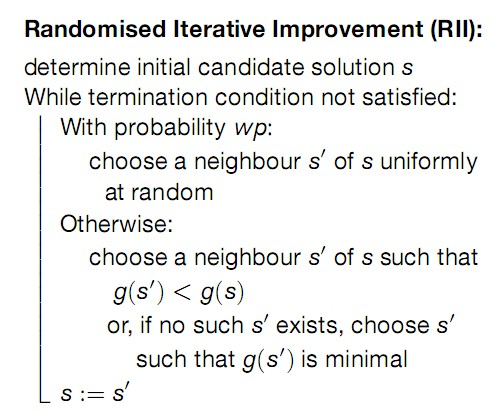 Randomised Iterative Improvement (RII):
determine initial candidate solution s
While termination condition not satisfied:
With probability wp:
choose a neighbour s′ of s uniformly
at random
Otherwise:
choose a neighbour s′ of s such that
g(s′) < g(s)
or, if no such s′ exists, choose s′
such that g(s′) is minimal
s := s′